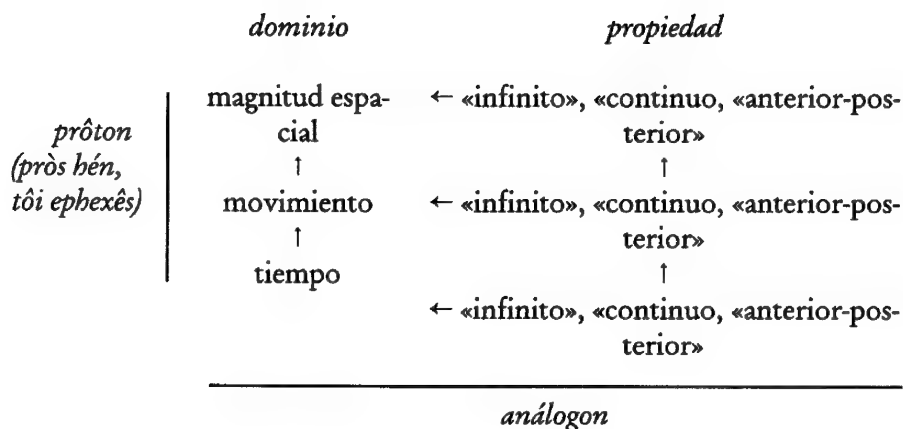 dominio propiedad
magnitud espa- ← «infinito», «continuo, «anterior-pos-
prôton cial terior»
(pròs hén, ↑ ↑
tôi ephexês) movimiento ← «infinito», «continuo, «anterior-pos-
↑ terior»
tiempo ↑
← «infinito», «continuo, «anterior-pos-
terior»
análogon